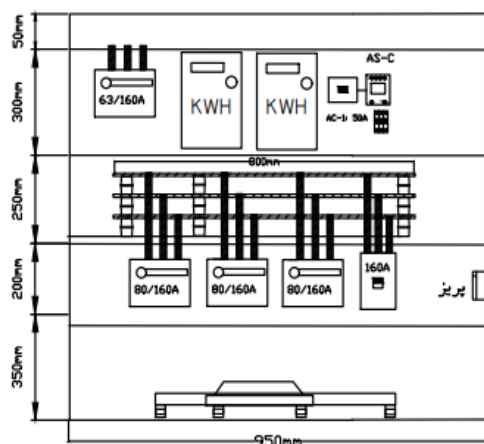 50mm
AS-C
300mm
63/160A
KWH
KWH
AC-1: 50A
800mm
250mm
200mm
80/160A
80/160A
80/160A
160A
پریز
350mm
950mm